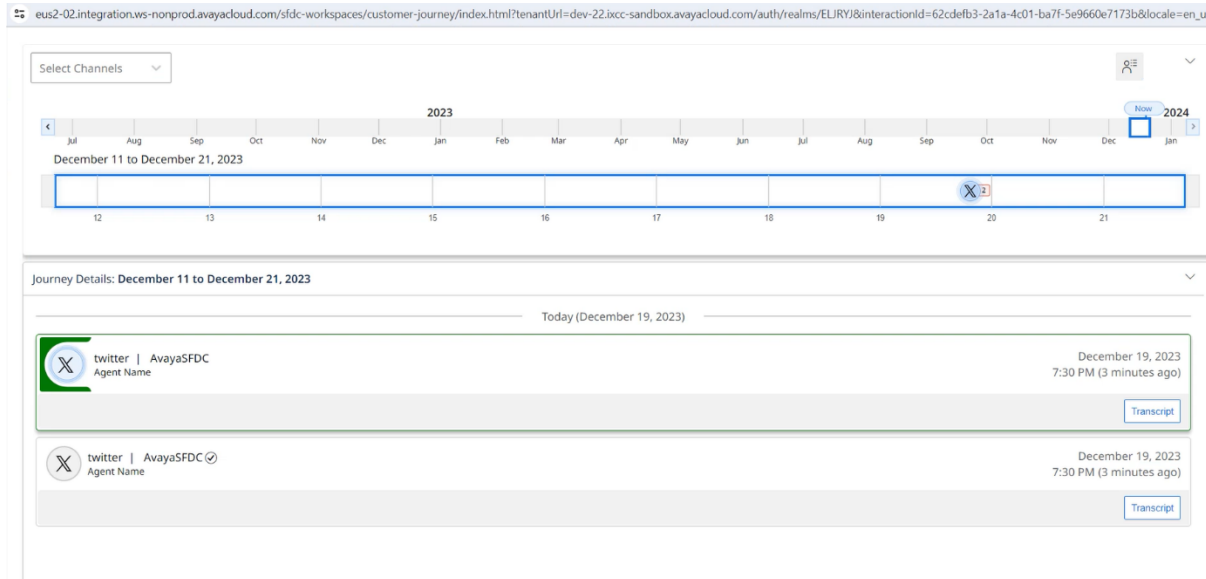 eus2-02.integration.ws-nonprod.avayacloud.com/sfdc-workspaces/customer-journey/index.html?tenantUrl=dev-22.ixcc-sandbox.avayacloud.com/auth/realms/ELJRYJ&interactionId=62cdefb3-2a1a-4c01-ba7f-5e9660e7173b&locale=en_u
Select Channels
2023 Now 2024
Jul Aug Sep Oct Nov Dec Jan Feb Mar Apr May Jun Jul Aug Sep Oct Nov Dec Jan
December 11 to December 21, 2023
2
12 13 14 15 16 17 18 19 20 21
Journey Details: December 11 to December 21, 2023
Today (December 19, 2023)
twitter | AvayaSFDC December 19, 2023
Agent Name 7:30 PM (3 minutes ago)
Transcript
twitter | AvayaSFDC December 19, 2023
Agent Name 7:30 PM (3 minutes ago)
Transcript